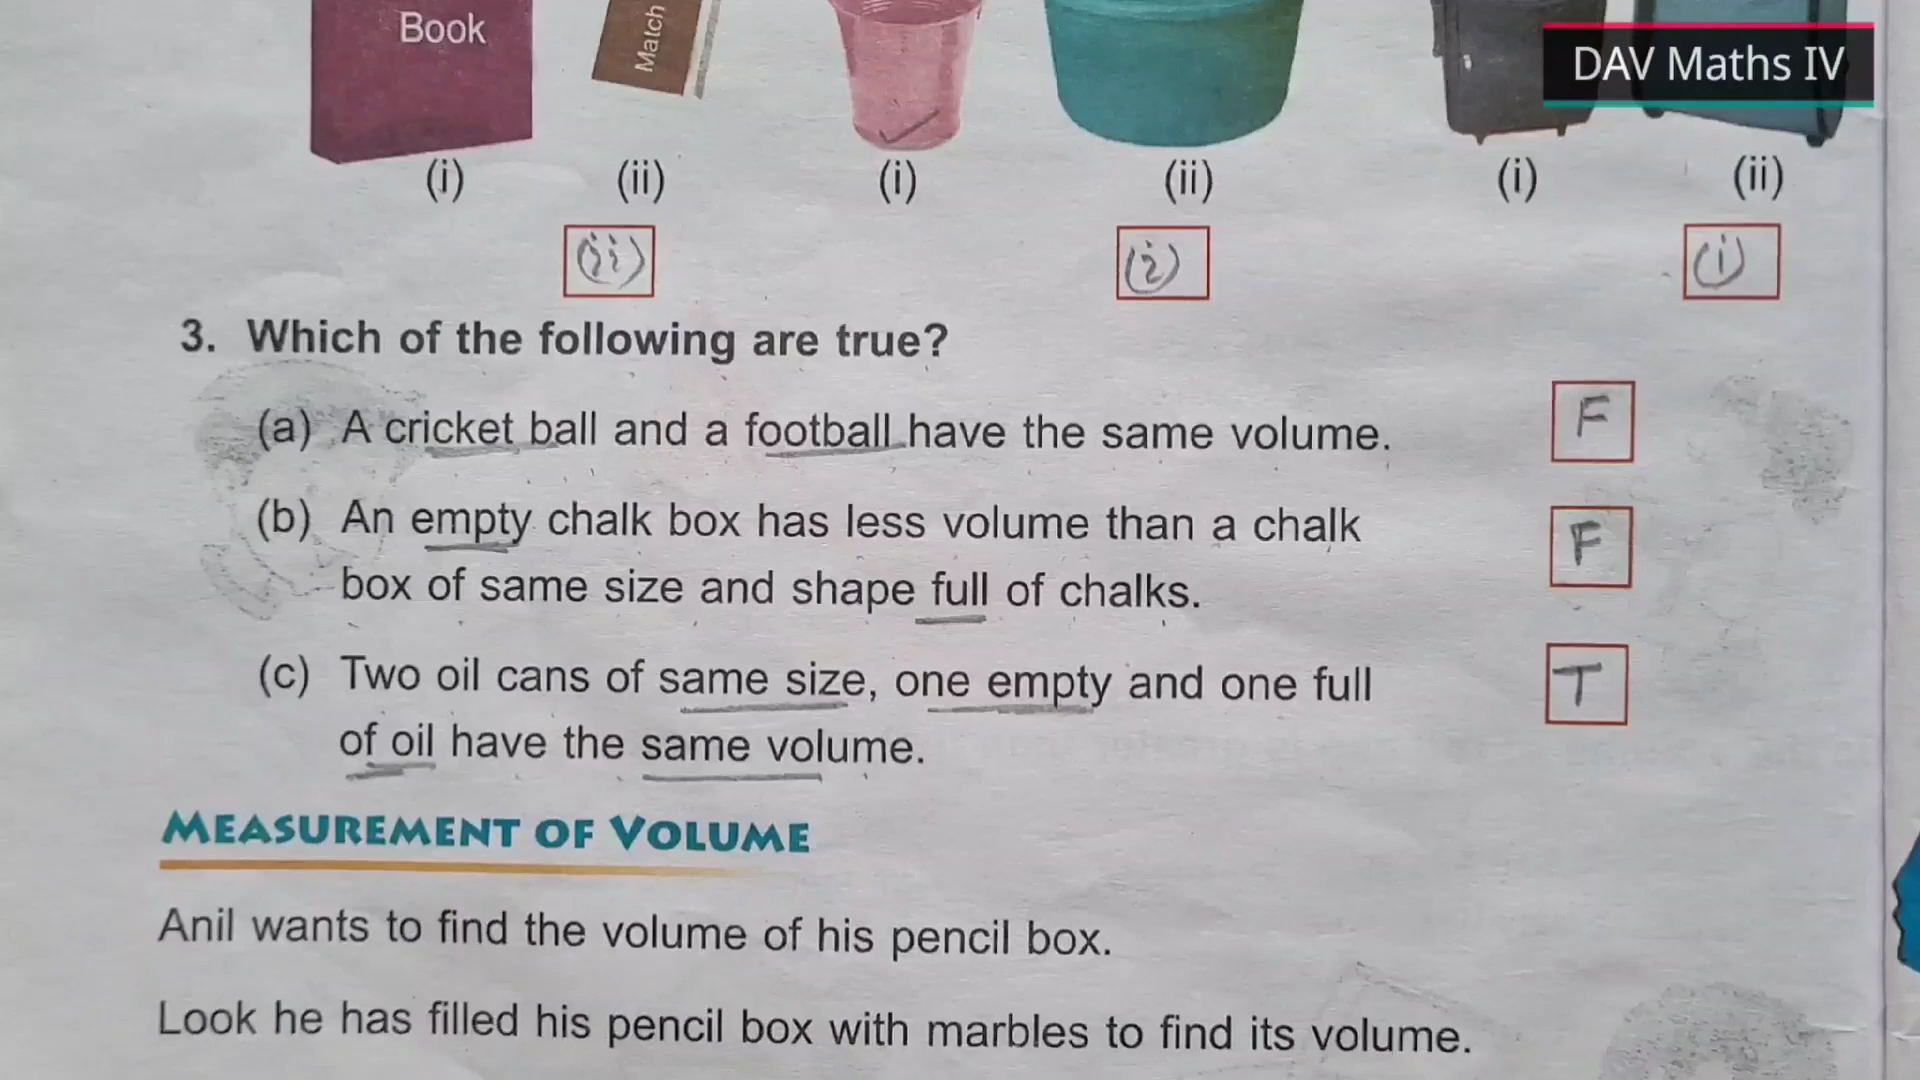 Book
Match
DAV Maths IV
(i) (ii) (i) (ii) (i) (ii)
(ii) (i) (i)
3. Which of the following are true?
(a) A cricket ball and a football have the same volume. F
(b) An empty chalk box has less volume than a chalk F
box of same size and shape full of chalks.
(c) Two oil cans of same size, one empty and one full T
of oil have the same volume.
MEASUREMENT OF VOLUME
Anil wants to find the volume of his pencil box.
Look he has filled his pencil box with marbles to find its volume.